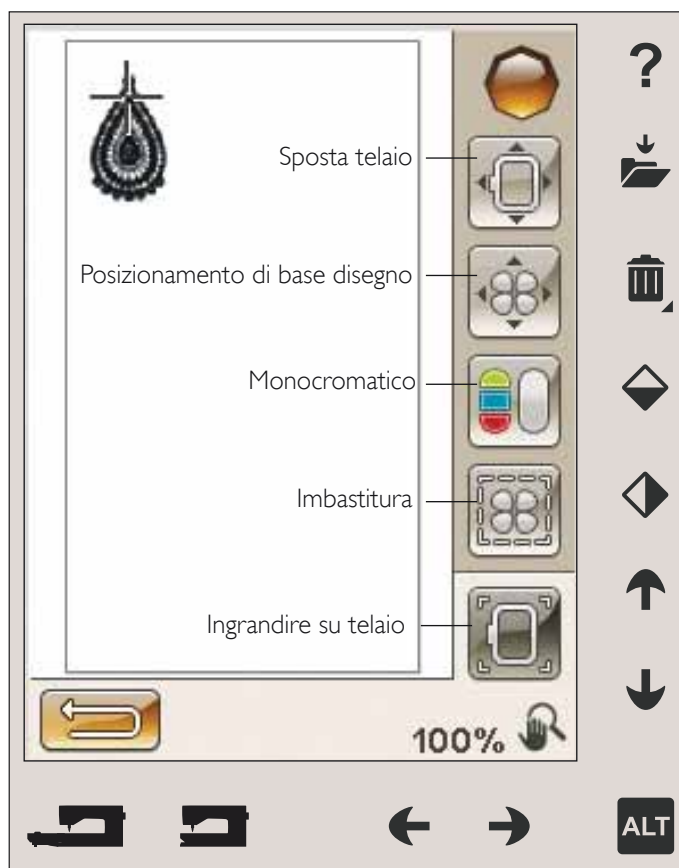 ?
Sposta telaio
Posizionamento di base disegno
Monocromatico
Imbastitura
Ingrandire su telaio
100%
ALT